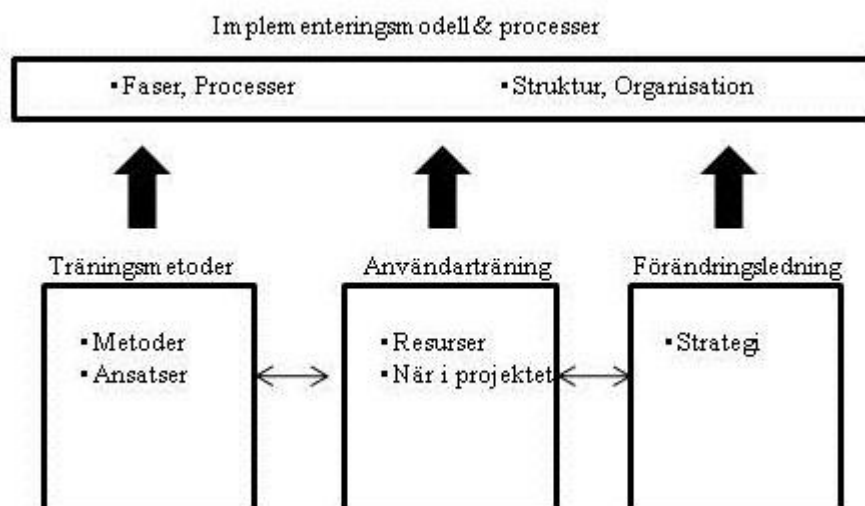 Implementeringsmodell & processer
▪Faser, Processer
▪Struktur, Organisation
Träningsmetoder
Användarträning
Förändringsledning
▪Metoder
▪Ansatser
▪Resurser
▪När i projektet
▪Strategi